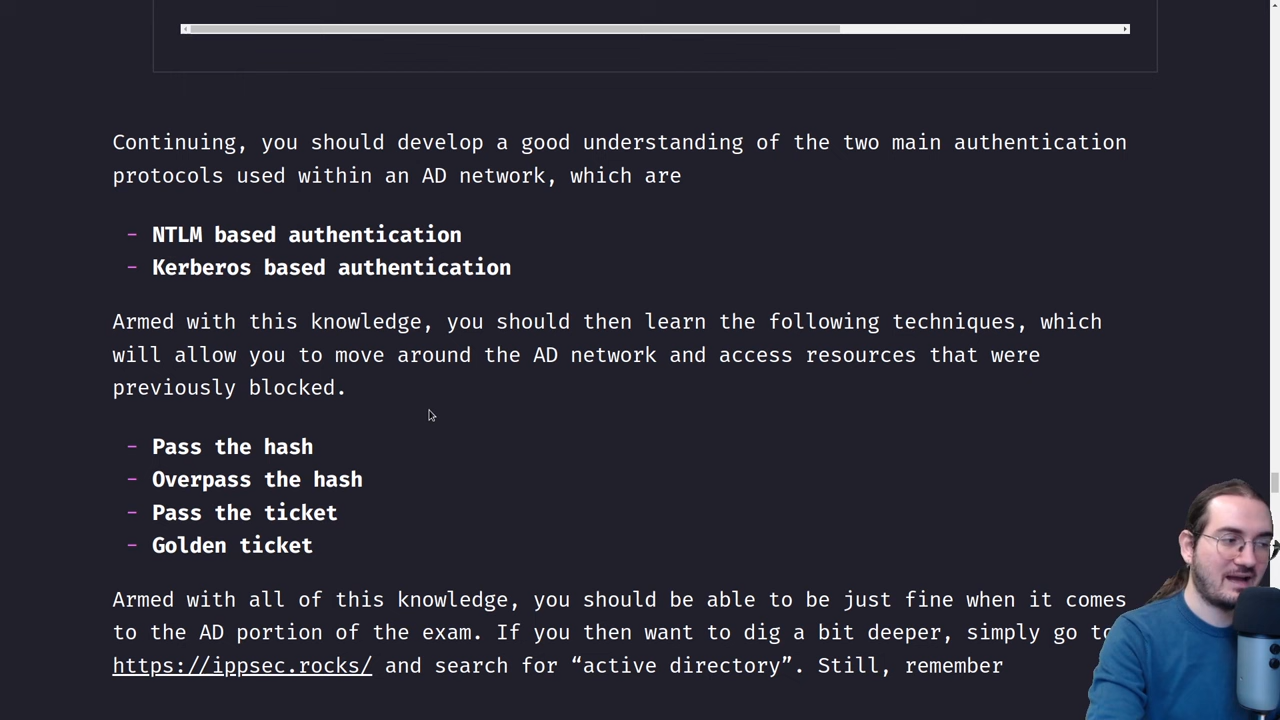 Continuing, you should develop a good understanding of the two main authentication
protocols used within an AD network, which are
- NTLM based authentication
- Kerberos based authentication
Armed with this knowledge, you should then learn the following techniques, which
will allow you to move around the AD network and access resources that were
previously blocked.
- Pass the hash
- Overpass the hash
- Pass the ticket
- Golden ticket
Armed with all of this knowledge, you should be able to be just fine when it comes
to the AD portion of the exam. If you then want to dig a bit deeper, simply go to
https://ippsec.rocks/ and search for “active directory”. Still, remember